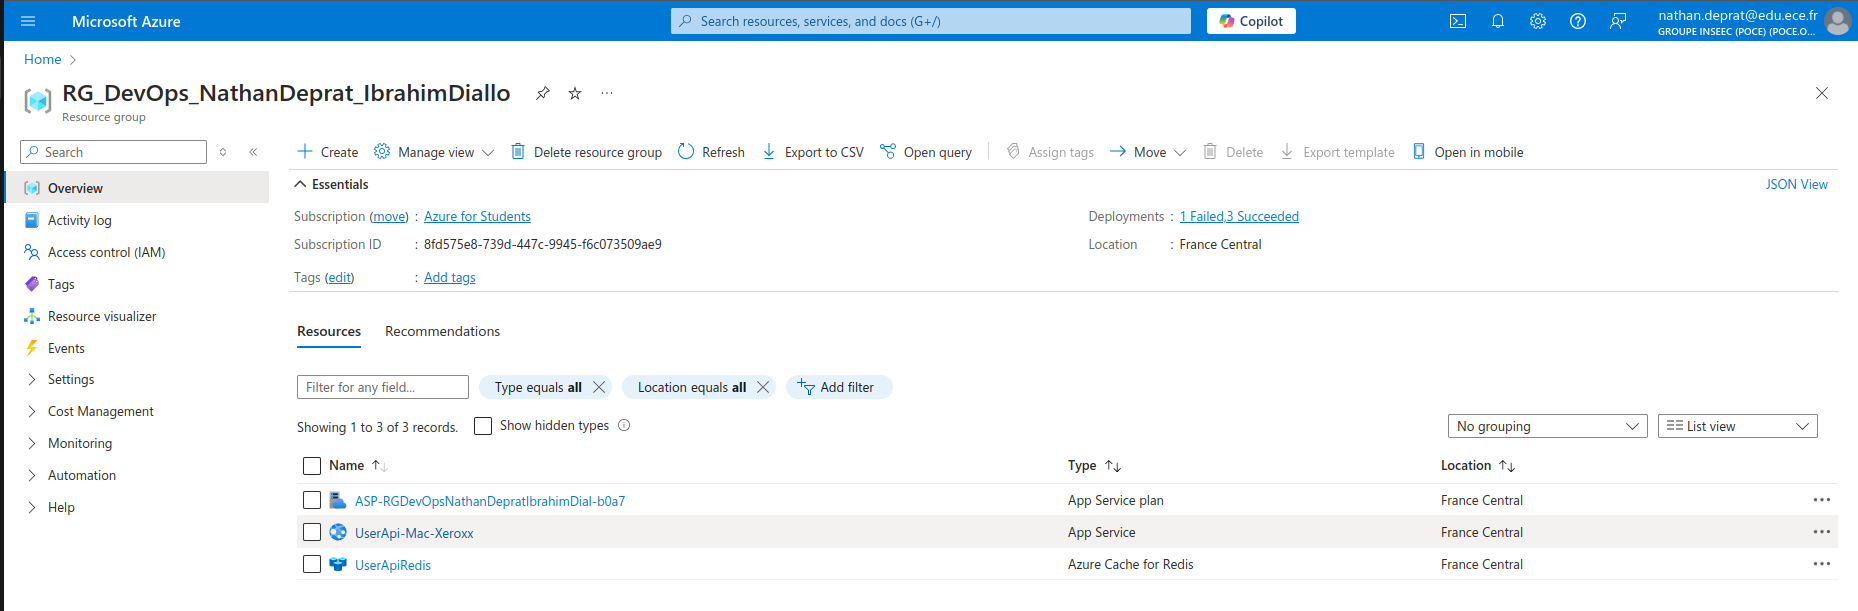 Microsoft Azure
Search resources, services, and docs (G+/)
Copilot
nathan.deprat@edu.ece.fr
GROUPE INSEEC (POCE) (POCE.O...
Home
RG_DevOps_NathanDeprat_IbrahimDiallo
Resource group
Search
Create
Manage view
Delete resource group
Refresh
Export to CSV
Open query
Assign tags
Move
Delete
Export template
Open in mobile
Overview
Activity log
Access control (IAM)
Tags
Resource visualizer
Events
Settings
Cost Management
Monitoring
Automation
Help
Essentials
JSON View
Subscription (move) : Azure for Students
Deployments : 1 Failed,3 Succeeded
Subscription ID : 8fd575e8-739d-447c-9945-f6c073509ae9
Location : France Central
Tags (edit) : Add tags
Resources
Recommendations
Filter for any field...
Type equals all
Location equals all
Add filter
Showing 1 to 3 of 3 records.
Show hidden types
No grouping
List view
Name Type Location
ASP-RGDevOpsNathanDepratIbrahimDial-b0a7 App Service plan France Central
UserApi-Mac-Xeroxx App Service France Central
UserApiRedis Azure Cache for Redis France Central